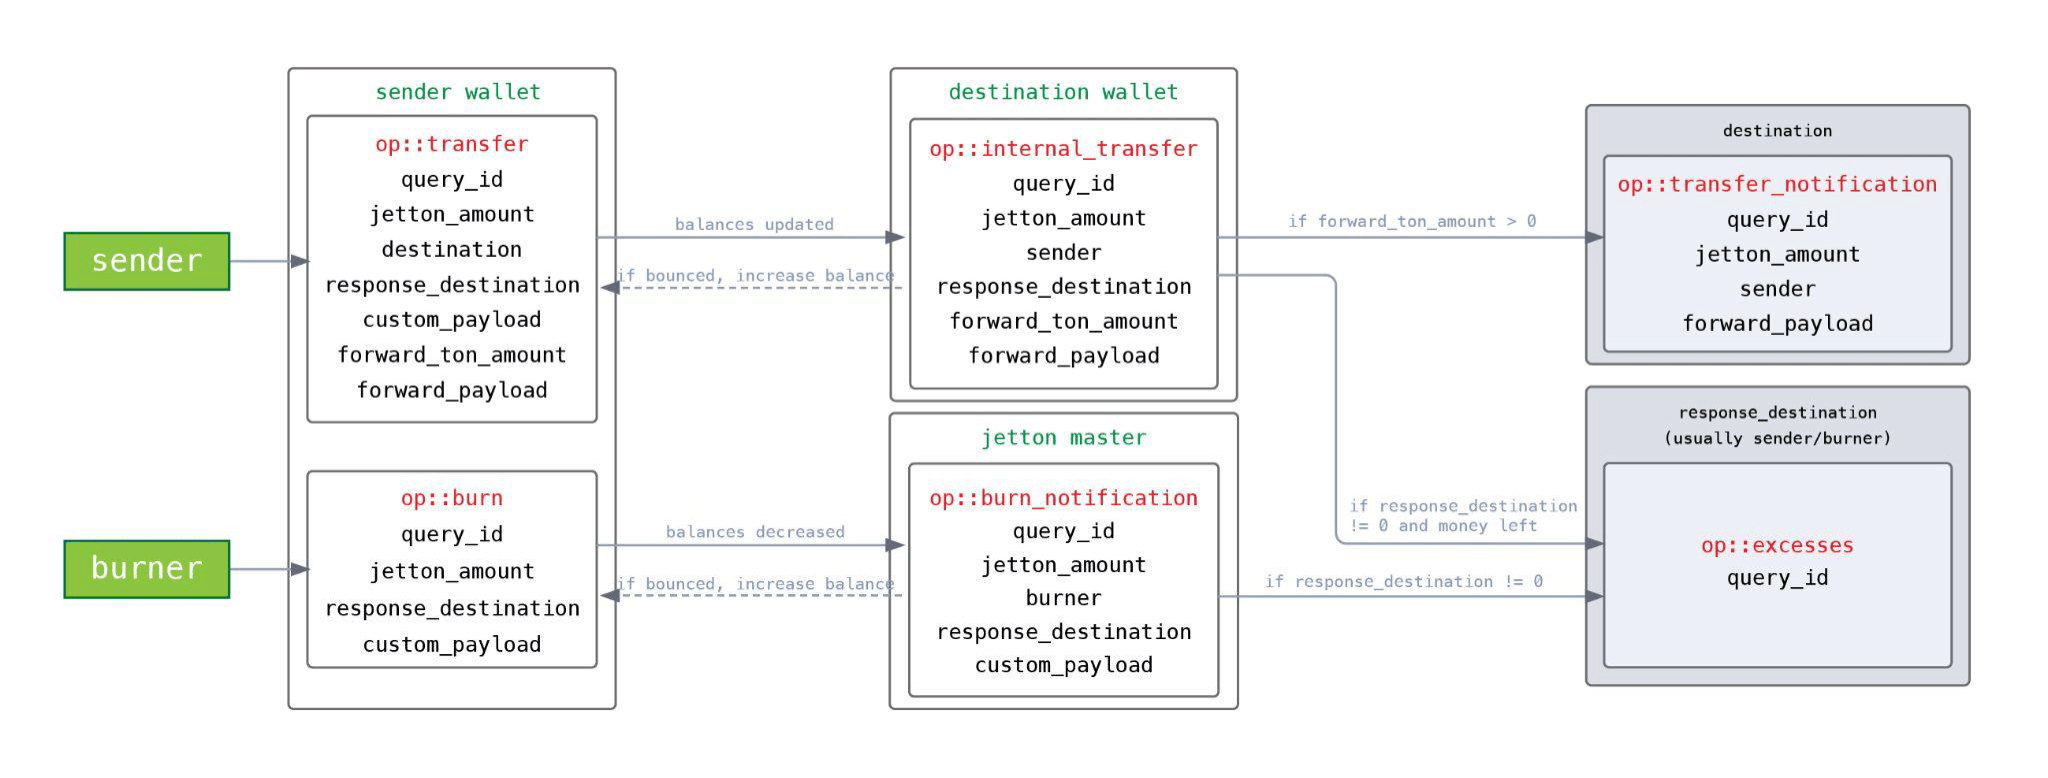 sender
burner
sender wallet
op::transfer
query_id
jetton_amount
destination
response_destination
custom_payload
forward_ton_amount
forward_payload
op::burn
query_id
jetton_amount
response_destination
custom_payload
balances updated
if bounced, increase balance
balances decreased
if bounced, increase balance
destination wallet
op::internal_transfer
query_id
jetton_amount
sender
response_destination
forward_ton_amount
forward_payload
jetton master
op::burn_notification
query_id
jetton_amount
burner
response_destination
custom_payload
if forward_ton_amount > 0
if response_destination
!= 0 and money left
if response_destination != 0
destination
op::transfer_notification
query_id
jetton_amount
sender
forward_payload
response_destination
(usually sender/burner)
op::excesses
query_id